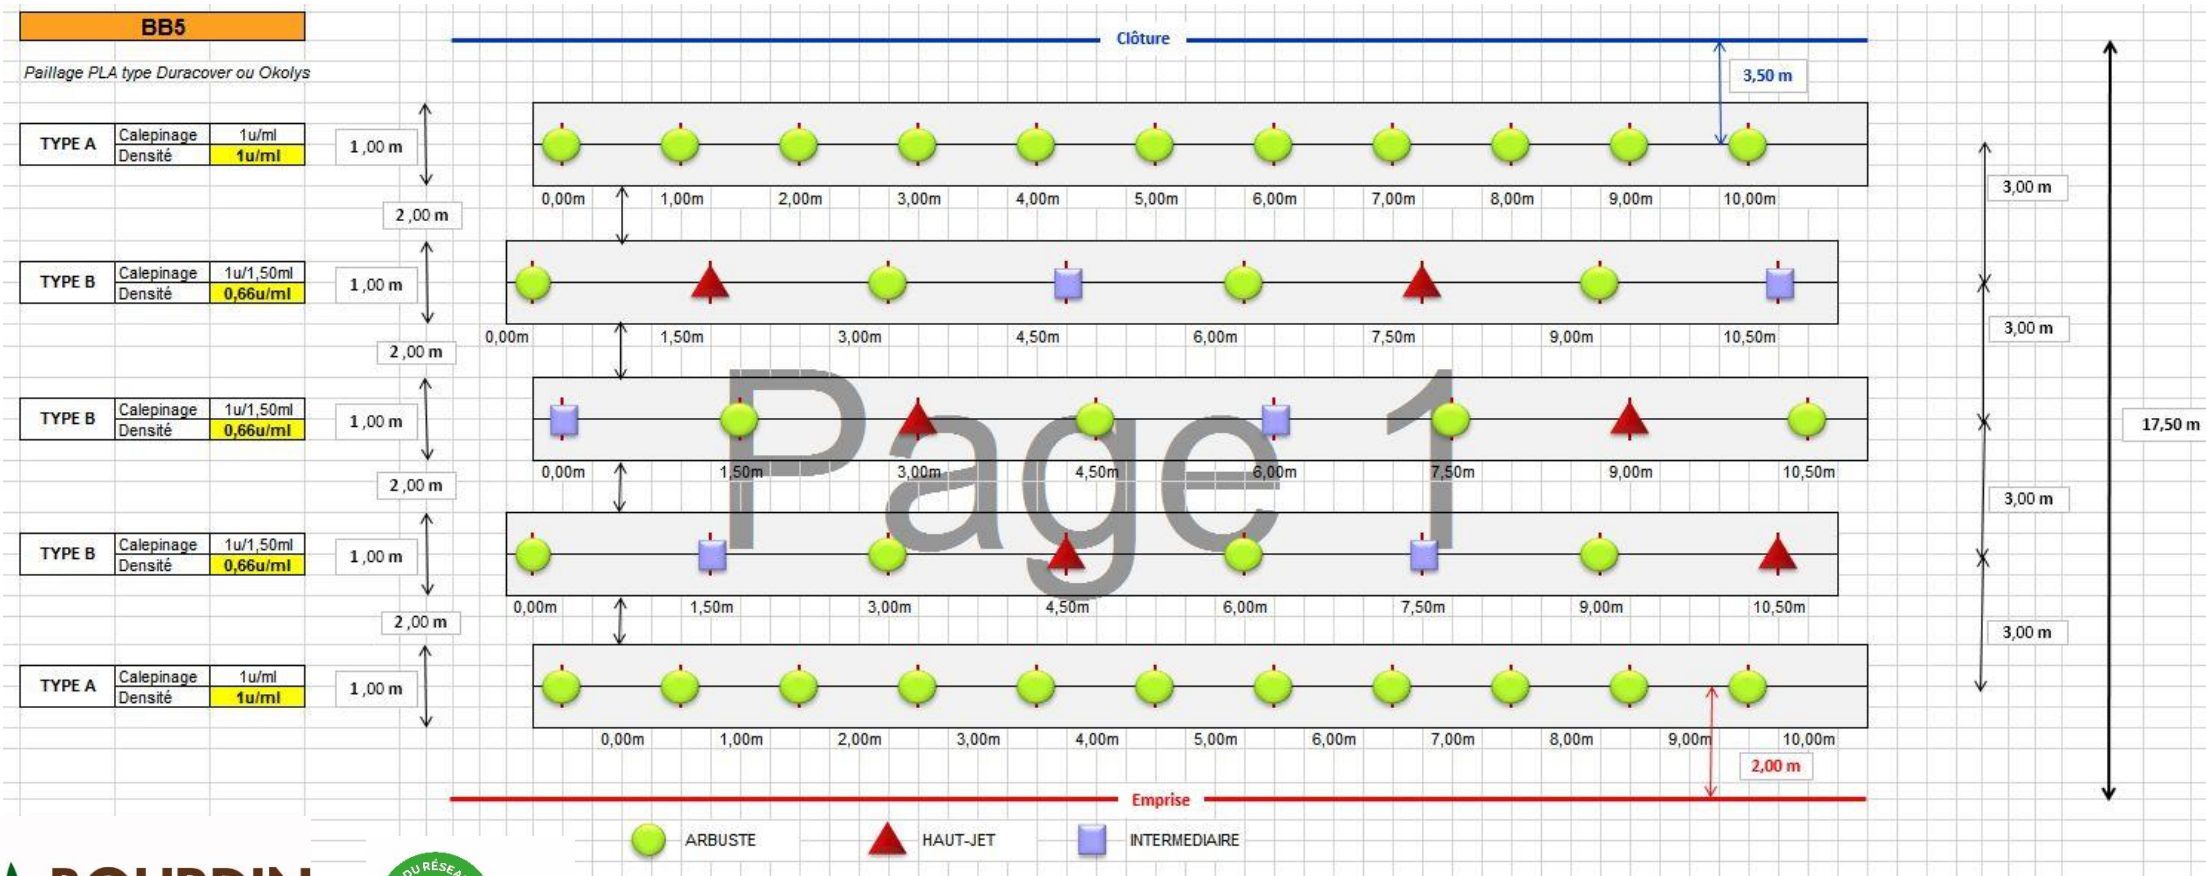 BB5
Clôture
Paillage PLA type Duracover ou Okolys
3,50 m
TYPE A Calepinage 1u/ml
Densité 1u/ml
1,00 m
0,00m 1,00m 2,00m 3,00m 4,00m 5,00m 6,00m 7,00m 8,00m 9,00m 10,00m
3,00 m
2 ,00 m
TYPE B Calepinage 1u/1,50ml
Densité 0,66u/ml
1,00 m
0,00m 1,50m 3,00m 4,50m 6,00m 7,50m 9,00m 10,50m
3,00 m
2 ,00 m
Page 1
TYPE B Calepinage 1u/1,50ml
Densité 0,66u/ml
1,00 m
17,50 m
0,00m 1,50m 3,00m 4,50m 6,00m 7,50m 9,00m 10,50m
2 ,00 m
3,00 m
TYPE B Calepinage 1u/1,50ml
Densité 0,66u/ml
1,00 m
0,00m 1,50m 3,00m 4,50m 6,00m 7,50m 9,00m 10,50m
2 ,00 m
3,00 m
TYPE A Calepinage 1u/ml
Densité 1u/ml
1,00 m
0,00m 1,00m 2,00m 3,00m 4,00m 5,00m 6,00m 7,00m 8,00m 9,00m 10,00m
2,00 m
Emprise
ARBUSTE HAUT-JET INTERMEDIAIRE